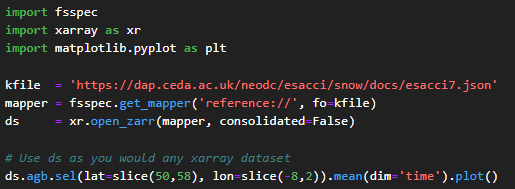 import fsspec
import xarray as xr
import matplotlib.pyplot as plt
kfile = 'https://dap.ceda.ac.uk/neodc/esacci/snow/docs/esacci7.json'
mapper = fsspec.get_mapper('reference://', fo=kfile)
ds = xr.open_zarr(mapper, consolidated=False)
# Use ds as you would any xarray dataset
ds.agb.sel(lat=slice(50,58), lon=slice(-8,2)).mean(dim='time').plot()